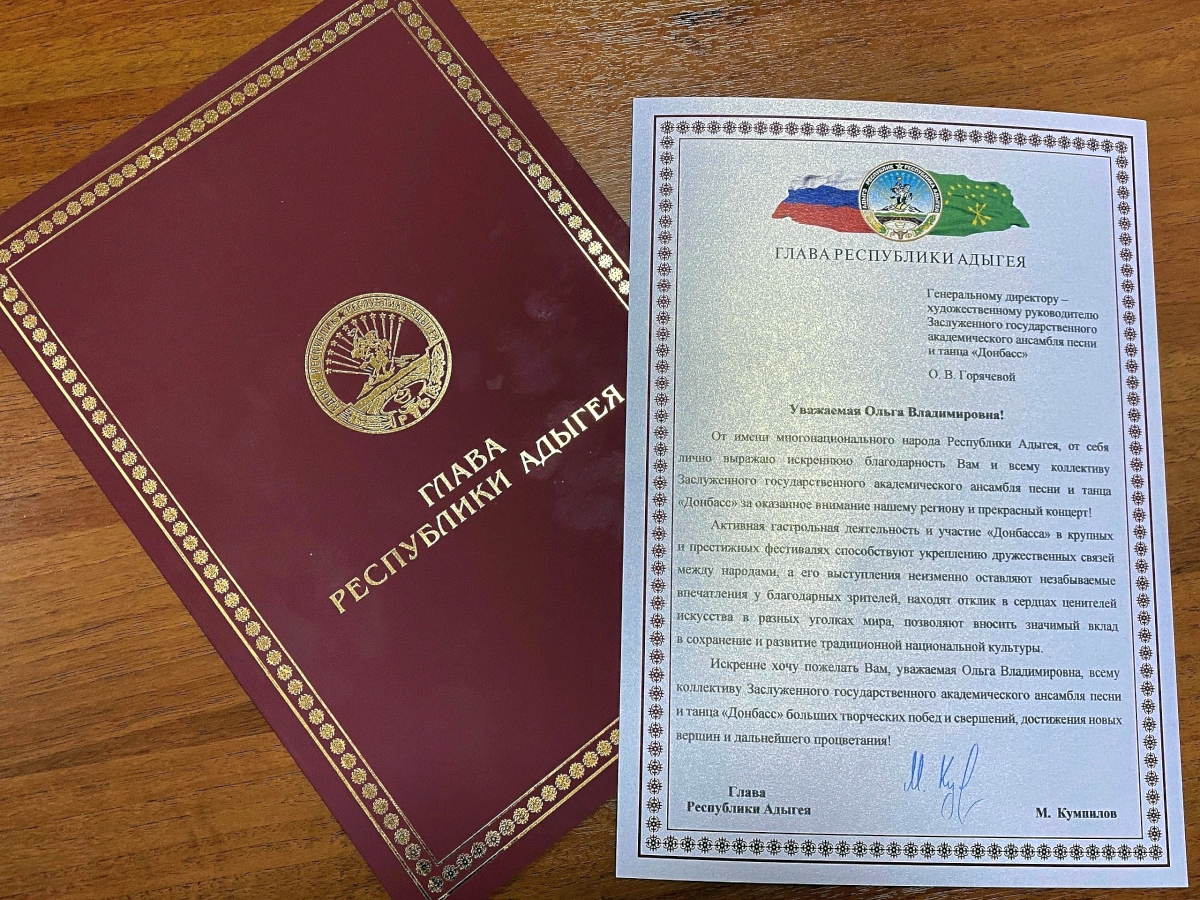 ГЛАВА
РЕСПУБЛИКИ АДЫГЕЯ
ГЛАВА РЕСПУБЛИКИ АДЫГЕЯ
Генеральному директору –
художественному руководителю
Заслуженного государственного
академического ансамбля песни
и танца «Донбасс»
О. В. Горячевой
Уважаемая Ольга Владимировна!
От имени многонационального народа Республики Адыгея, от себя
лично выражаю искреннюю благодарность Вам и всему коллективу
Заслуженного государственного академического ансамбля песни и танца
«Донбасс» за оказанное внимание нашему региону и прекрасный концерт!
Активная гастрольная деятельность и участие «Донбасса» в крупных
и престижных фестивалях способствуют укреплению дружественных связей
между народами, а его выступления неизменно оставляют незабываемые
впечатления у благодарных зрителей, находят отклик в сердцах ценителей
искусства в разных уголках мира, позволяют вносить значимый вклад
в сохранение и развитие традиционной национальной культуры.
Искренне хочу пожелать Вам, уважаемая Ольга Владимировна, всему
коллективу Заслуженного государственного академического ансамбля песни
и танца «Донбасс» больших творческих побед и свершений, достижения новых
вершин и дальнейшего процветания!
Глава
Республики Адыгея
М. Кумпилов